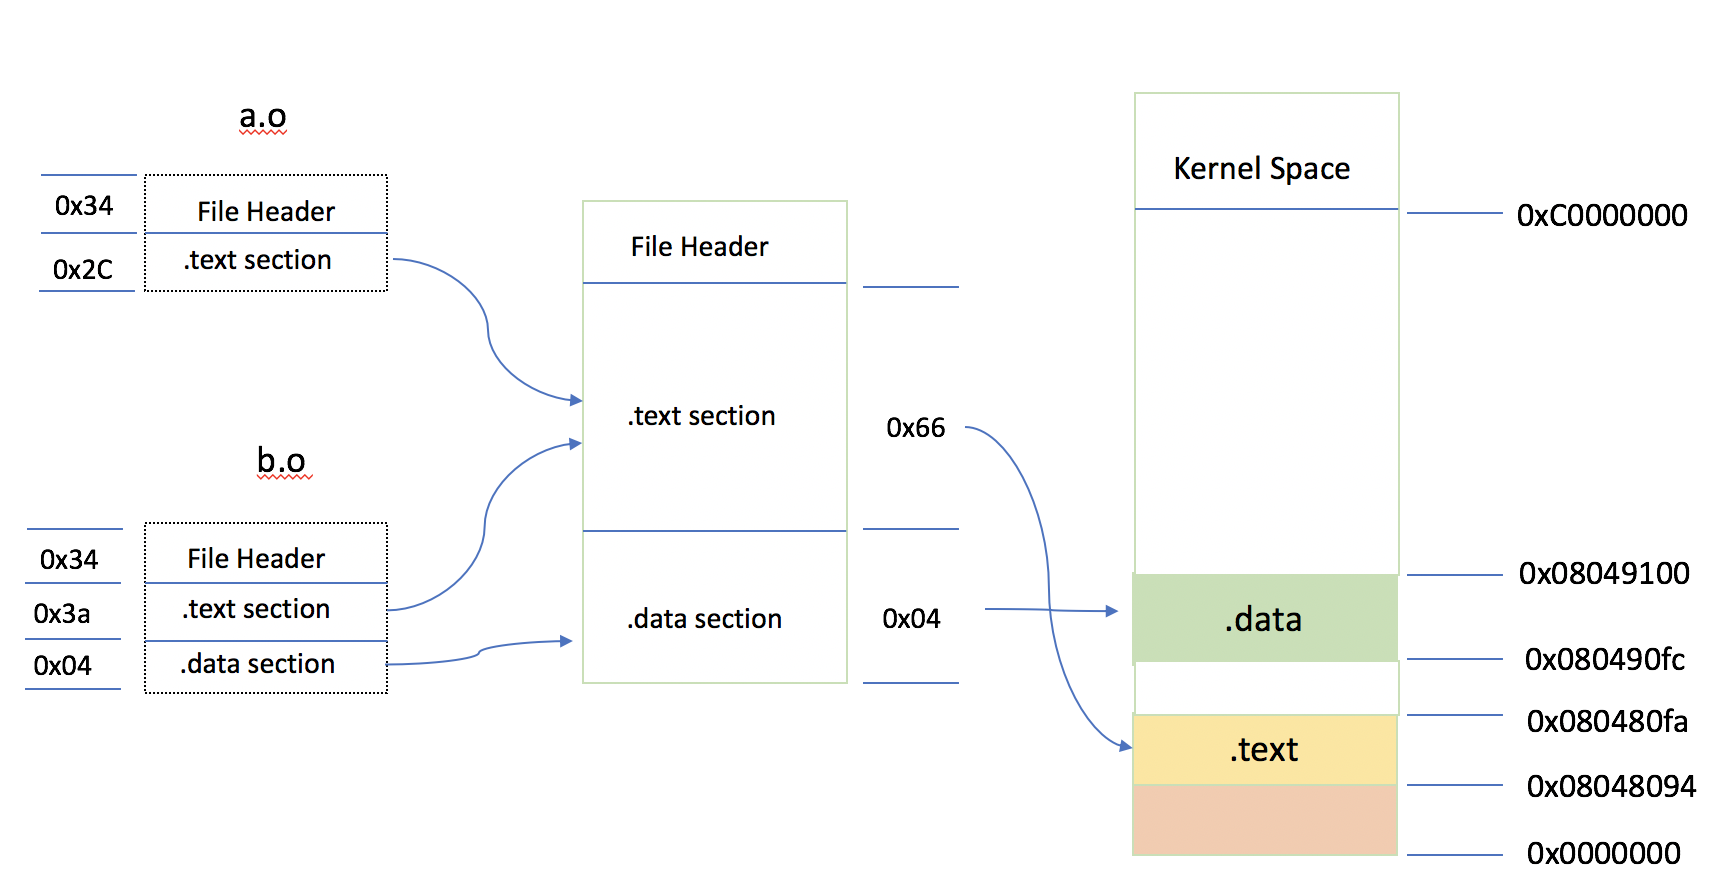 a.o
0x34
File Header
0x2C
.text section
b.o
0x34
File Header
0x3a
.text section
0x04
.data section
File Header
.text section
0x66
.data section
0x04
Kernel Space
0xC0000000
0x08049100
.data
0x080490fc
0x080480fa
.text
0x08048094
0x0000000